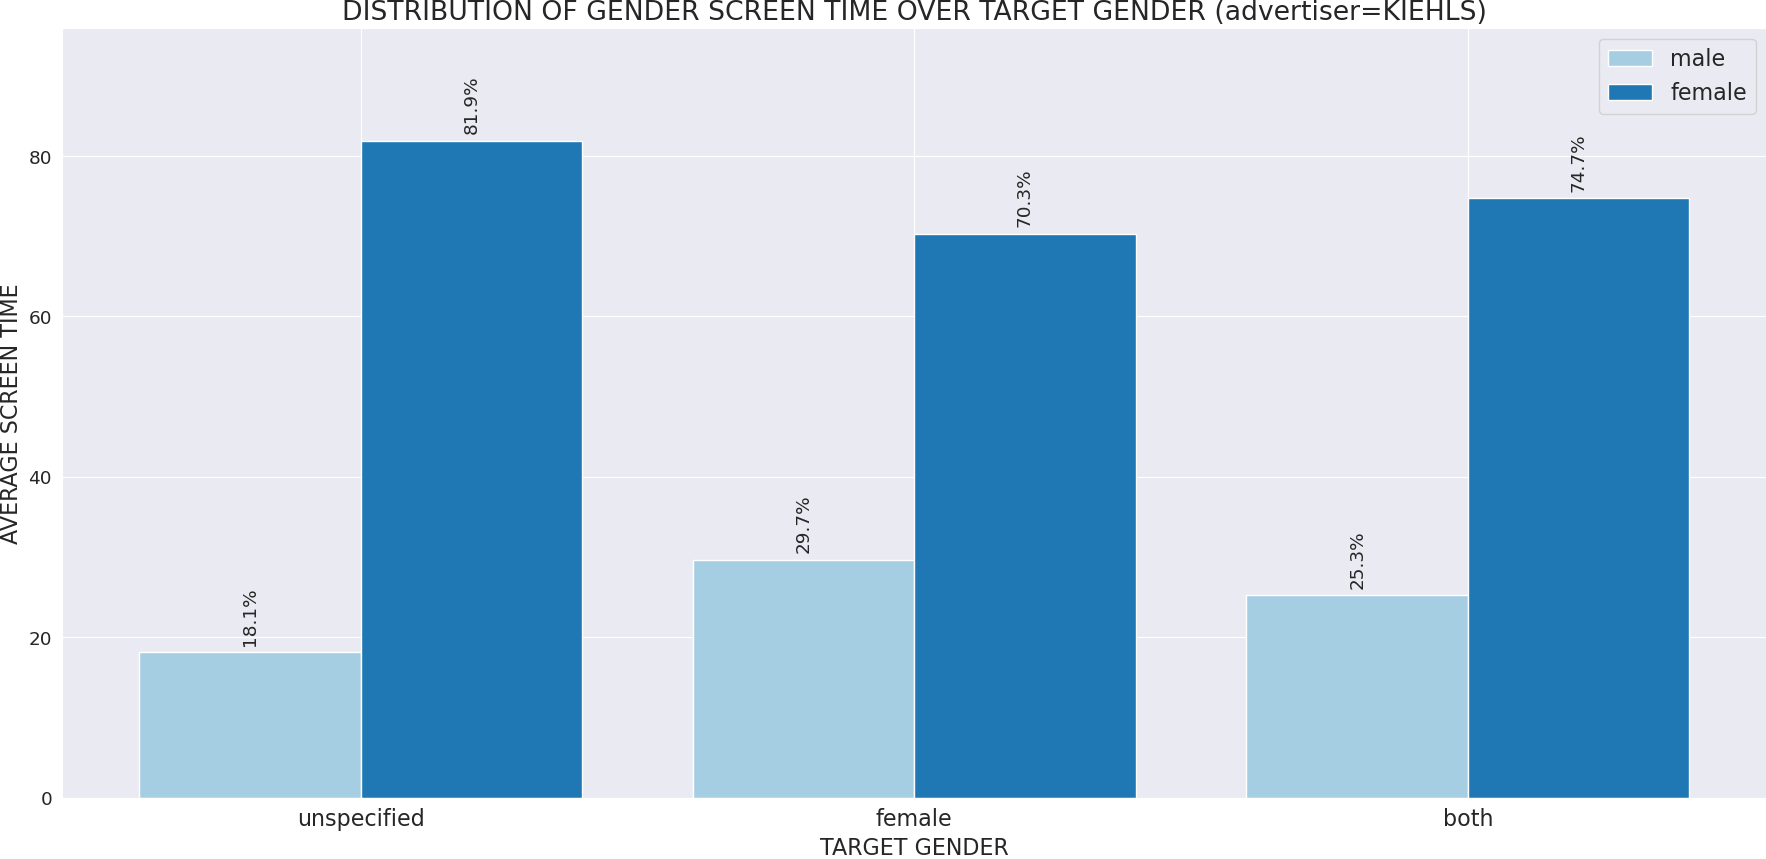 DISTRIBUTION OF GENDER SCREEN TIME OVER TARGET GENDER (advertiser=KIEHLS)
male
female
AVERAGE SCREEN TIME
80
60
40
20
0
18.1%
81.9%
29.7%
70.3%
25.3%
74.7%
unspecified
female
both
TARGET GENDER